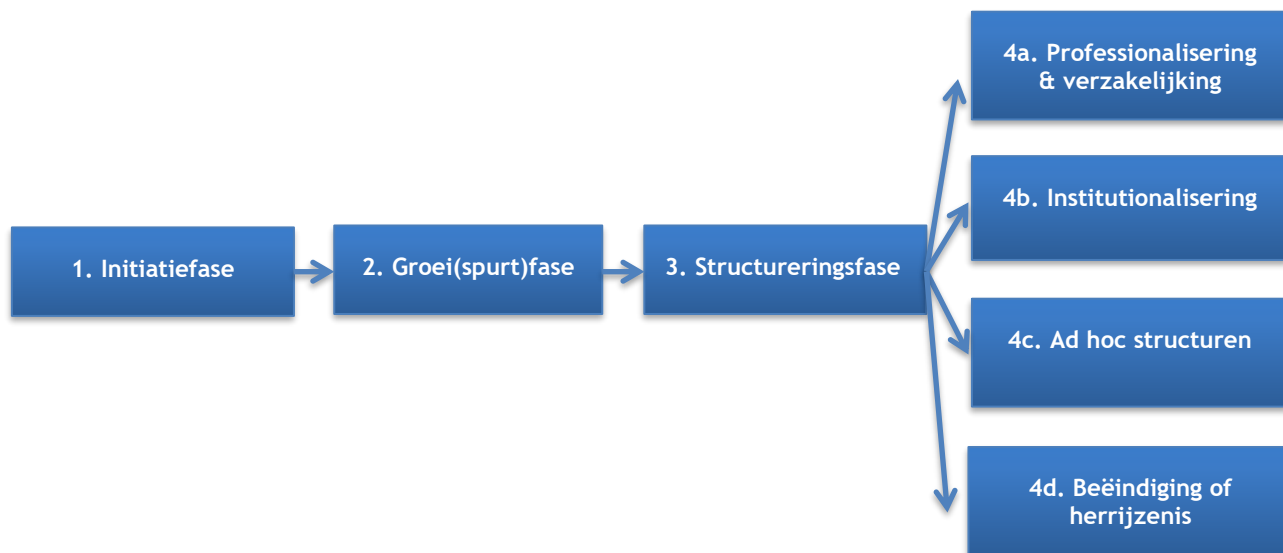 1. Initiatiefase
2. Groei(spurt)fase
3. Structureringsfase
4a. Professionalisering
& verzakelijking
4b. Institutionalisering
4c. Ad hoc structuren
4d. Beëindiging of
herrijzenis